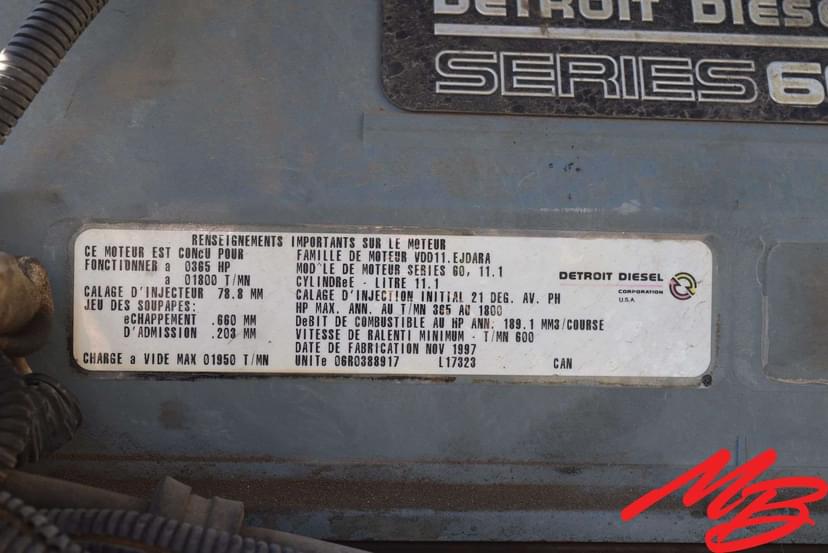 DETROIT DIESE
SERIES 6
RENSEIGNEMENTS IMPORTANTS SUR LE MOTEUR
CE MOTEUR EST CONCU POUR
FONCTIONNER a 0365 HP
a 01800 T/MN
CALAGE D'INJECTEUR 78.8 MM
JEU DES SOUPAPES:
eCHAPPEMENT .660 MM
D'ADMISSION .203 MM
CHARGE a VIDE MAX 01950 T/MN
FAMILLE DE MOTEUR VDD11.EJDARA
MOD^LE DE MOTEUR SERIES 60, 11.1
CYLINDReE - LITRE 11.1
CALAGE D'INJECTION INITIAL 21 DEG. AV. PH
HP MAX. ANN. AU T/MN 365 AU 1800
DeBIT DE COMBUSTIBLE AU HP ANN. 189.1 MM3/COURSE
VITESSE DE RALENTI MINIMUM - T/MN 600
DATE DE FABRICATION NOV 1997
UNITe 06R0388917 L17323 CAN
DETROIT DIESEL
CORPORATION
U.S.A.
MB